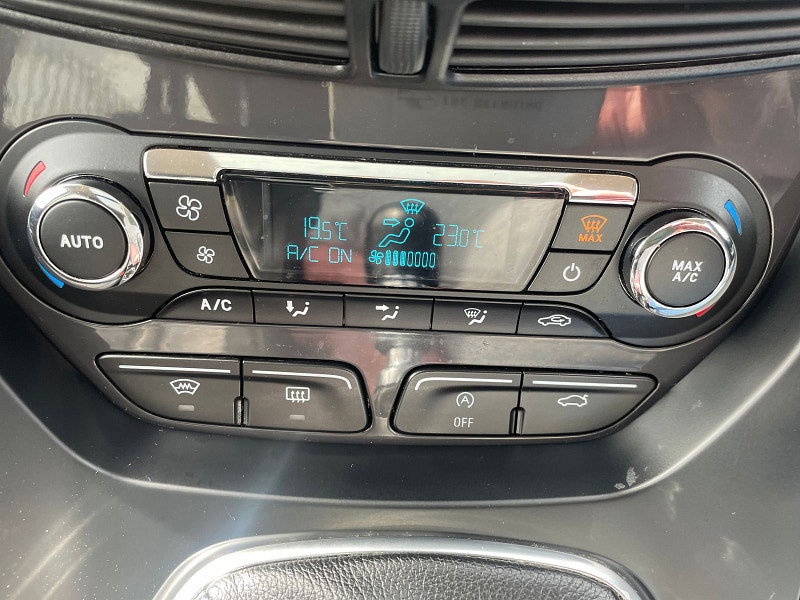 19.5°C
23.0°C
A/C ON
AUTO
MAX
MAX
A/C
A/C
A
OFF